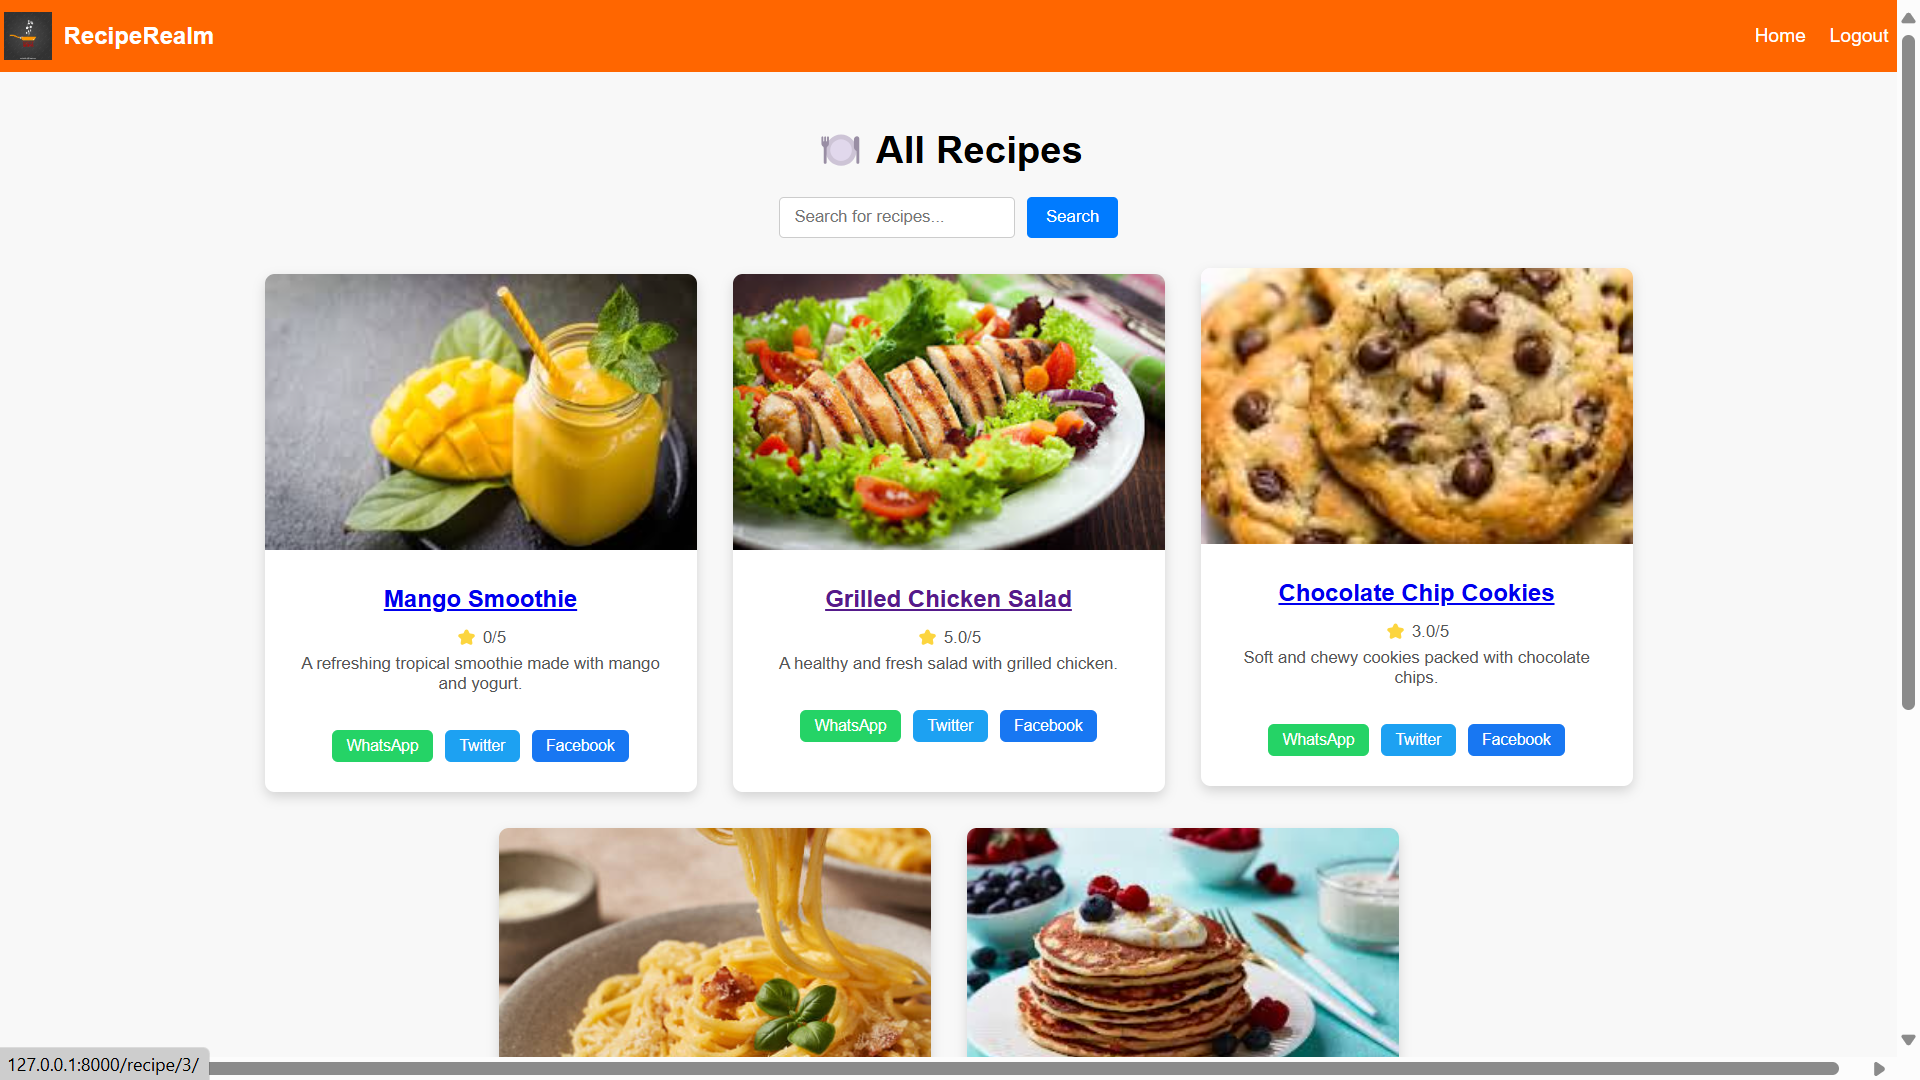 RecipeRealm
Home Logout
🍽️ All Recipes
Search for recipes... Search
Mango Smoothie
⭐ 0/5
A refreshing tropical smoothie made with mango
and yogurt.
WhatsApp Twitter Facebook
Grilled Chicken Salad
⭐ 5.0/5
A healthy and fresh salad with grilled chicken.
WhatsApp Twitter Facebook
Chocolate Chip Cookies
⭐ 3.0/5
Soft and chewy cookies packed with chocolate
chips.
WhatsApp Twitter Facebook
127.0.0.1:8000/recipe/3/